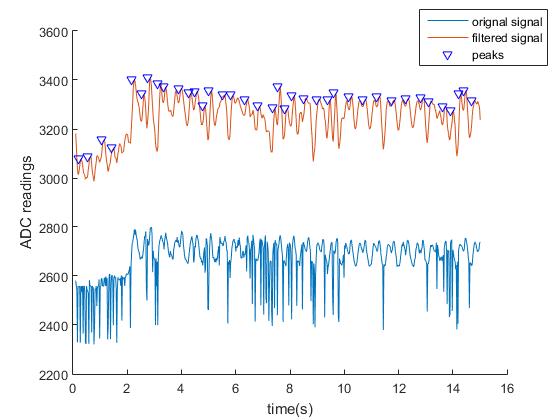 orignal signal
filtered signal
peaks
3600
3400
3200
3000
2800
2600
2400
2200
ADC readings
0 2 4 6 8 10 12 14 16
time(s)